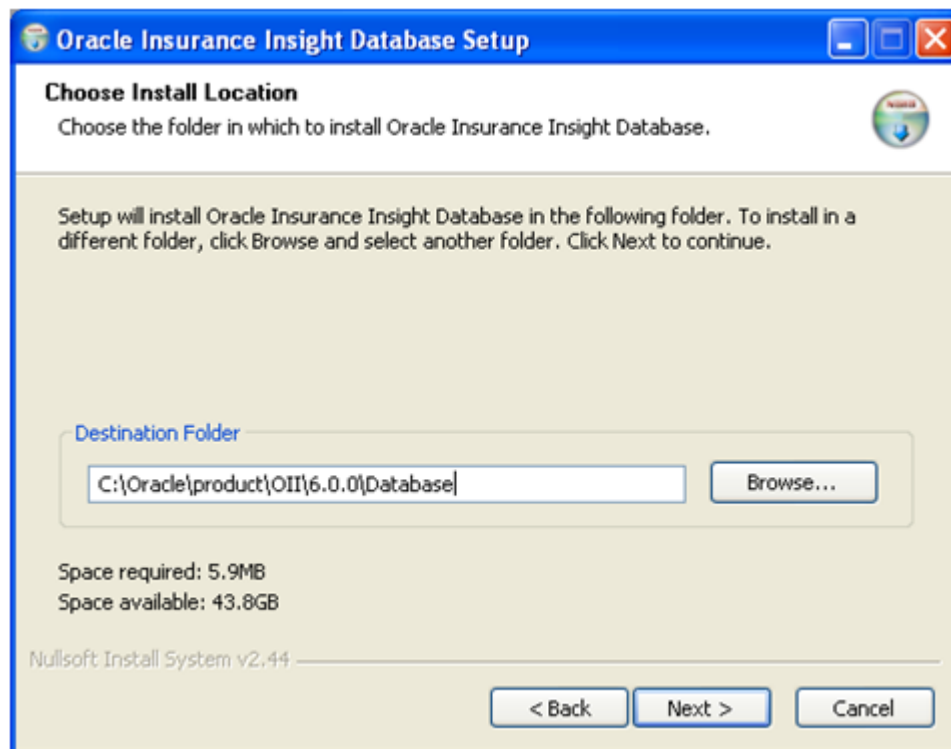 Oracle Insurance Insight Database Setup
Choose Install Location
Choose the folder in which to install Oracle Insurance Insight Database.
Setup will install Oracle Insurance Insight Database in the following folder. To install in a
different folder, click Browse and select another folder. Click Next to continue.
Destination Folder
C:\Oracle\product\OII\6.0.0\Database
Browse...
Space required: 5.9MB
Space available: 43.8GB
Nullsoft Install System v2.44
< Back
Next >
Cancel